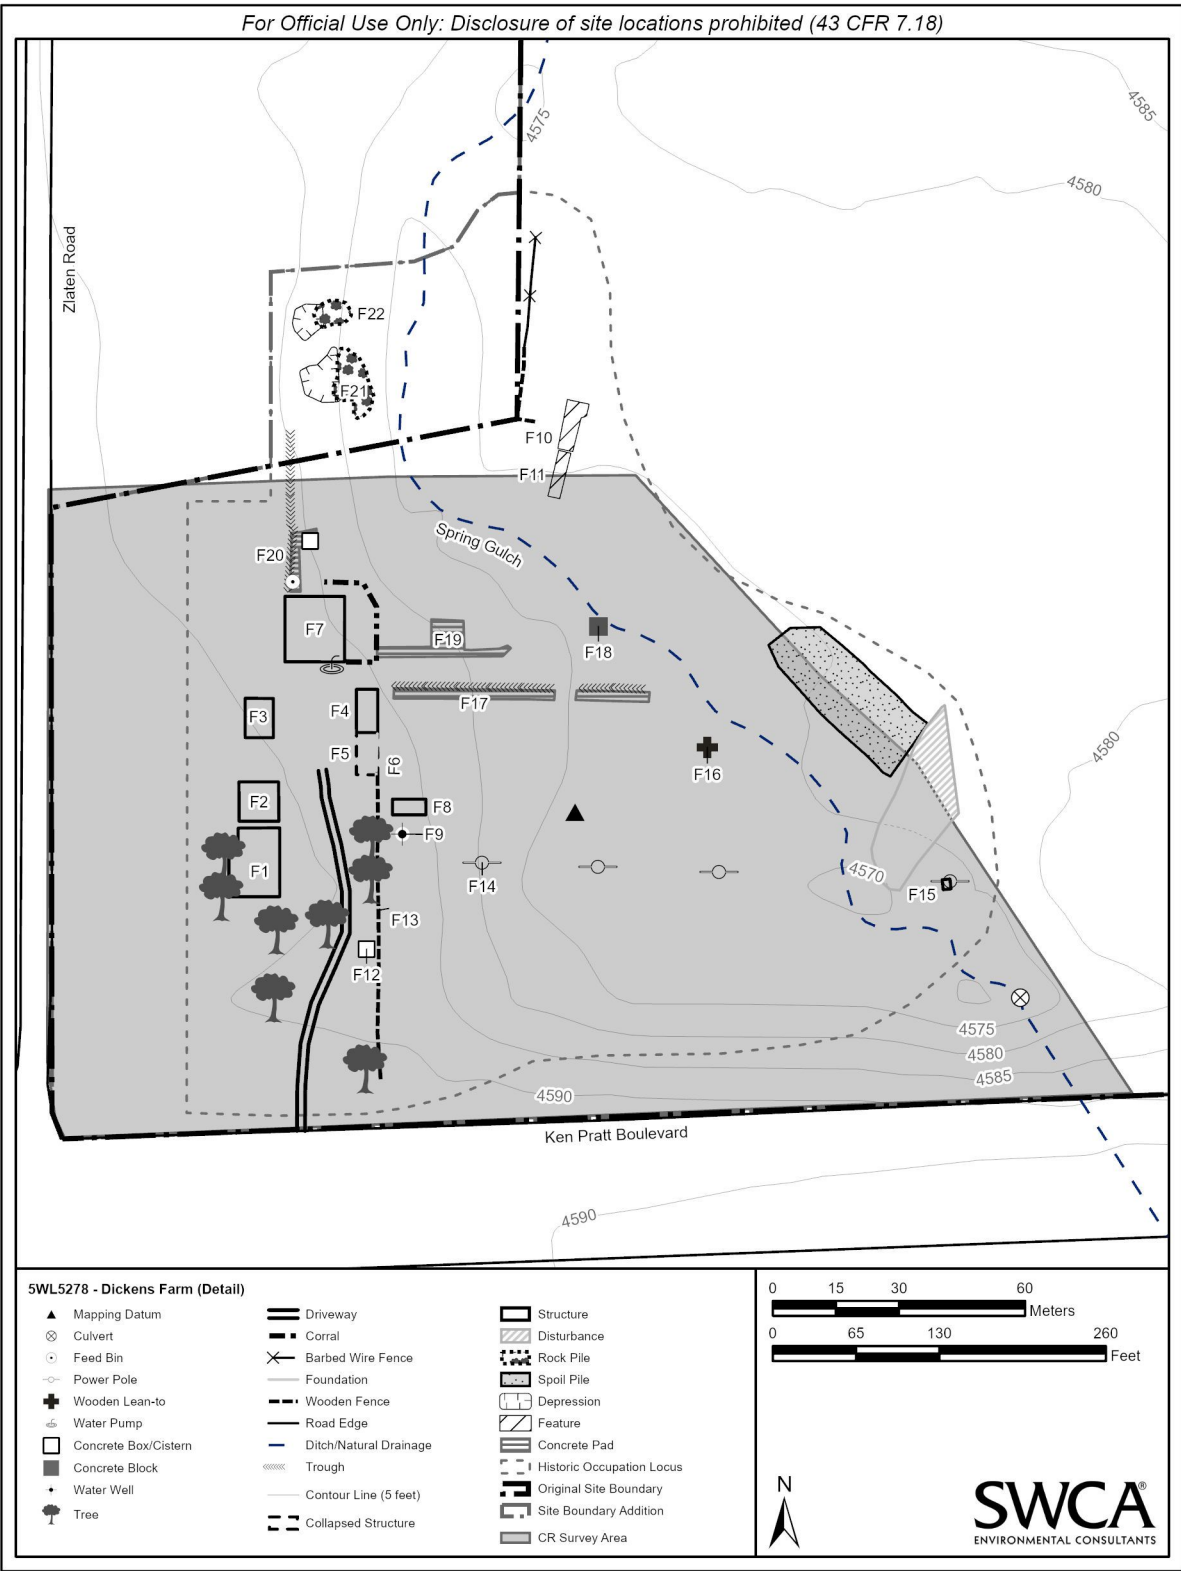 For Official Use Only: Disclosure of site locations prohibited (43 CFR 7.18)
4575
4585
4580
Zlaten Road
F22
F21
F10
F11
Spring Gulch
F20
F7
F19
F18
F3
F4
F17
F5
F6
F16
4580
F2
F8
F9
F1
F14
4570
F15
F13
F12
4575
4580
4585
4590
Ken Pratt Boulevard
4590
5WL5278 - Dickens Farm (Detail)
Mapping Datum
Culvert
Feed Bin
Power Pole
Wooden Lean-to
Water Pump
Concrete Box/Cistern
Concrete Block
Water Well
Tree
Driveway
Corral
Barbed Wire Fence
Foundation
Wooden Fence
Road Edge
Ditch/Natural Drainage
Trough
Contour Line (5 feet)
Collapsed Structure
Structure
Disturbance
Rock Pile
Spoil Pile
Depression
Feature
Concrete Pad
Historic Occupation Locus
Original Site Boundary
Site Boundary Addition
CR Survey Area
0 15 30 60
Meters
0 65 130 260
Feet
N
SWCA®
ENVIRONMENTAL CONSULTANTS